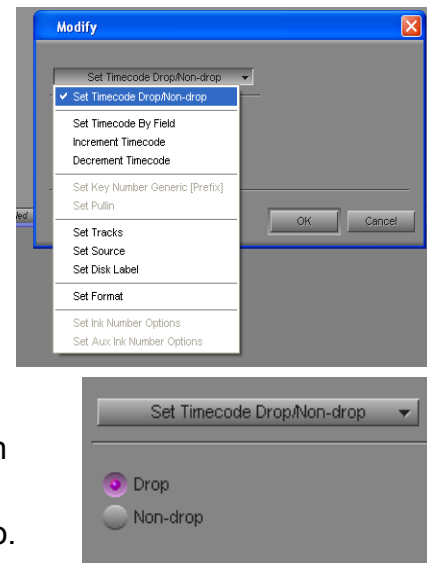 Modify
Set Timecode Drop/Non-drop
Set Timecode Drop/Non-drop
Set Timecode By Field
Increment Timecode
Decrement Timecode
Set Key Number Generic [Prefix]
Set Pullin
OK
Cancel
Set Tracks
Set Source
Set Disk Label
Set Format
Set Ink Number Options
Set Aux Ink Number Options
Set Timecode Drop/Non-drop
Drop
Non-drop